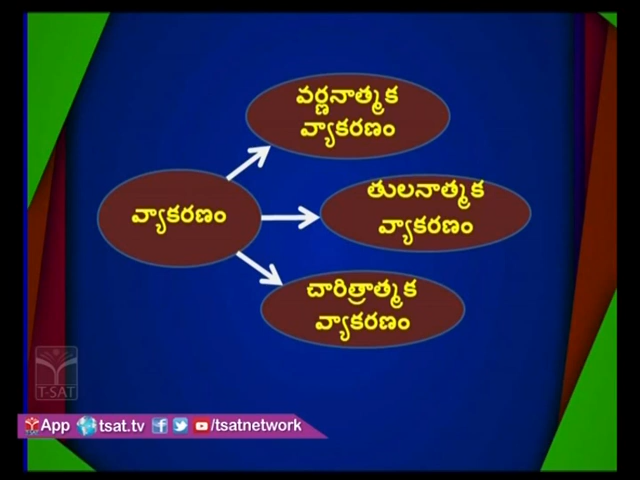 వర్ణనాత్మక
వ్యాకరణం
వ్యాకరణం
తులనాత్మక
వ్యాకరణం
చారిత్రాత్మక
వ్యాకరణం
T-SAT
App tsat.tv /tsatnetwork